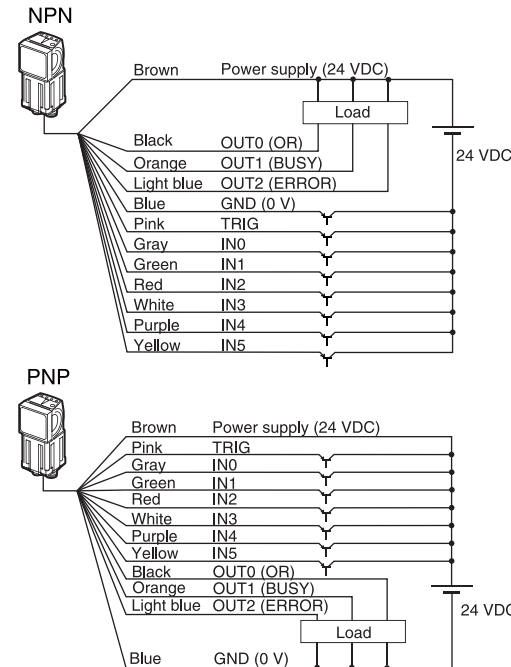 NPN
Brown Power supply (24 VDC)
Load
Black OUT0 (OR)
Orange OUT1 (BUSY)
24 VDC
Light blue OUT2 (ERROR)
Blue GND (0 V)
Pink TRIG
Gray IN0
Green IN1
Red IN2
White IN3
Purple IN4
Yellow IN5
PNP
Brown Power supply (24 VDC)
Pink TRIG
Gray IN0
Green IN1
Red IN2
White IN3
Purple IN4
Yellow IN5
Black OUT0 (OR)
Orange OUT1 (BUSY)
Light blue OUT2 (ERROR)
24 VDC
Load
Blue GND (0 V)